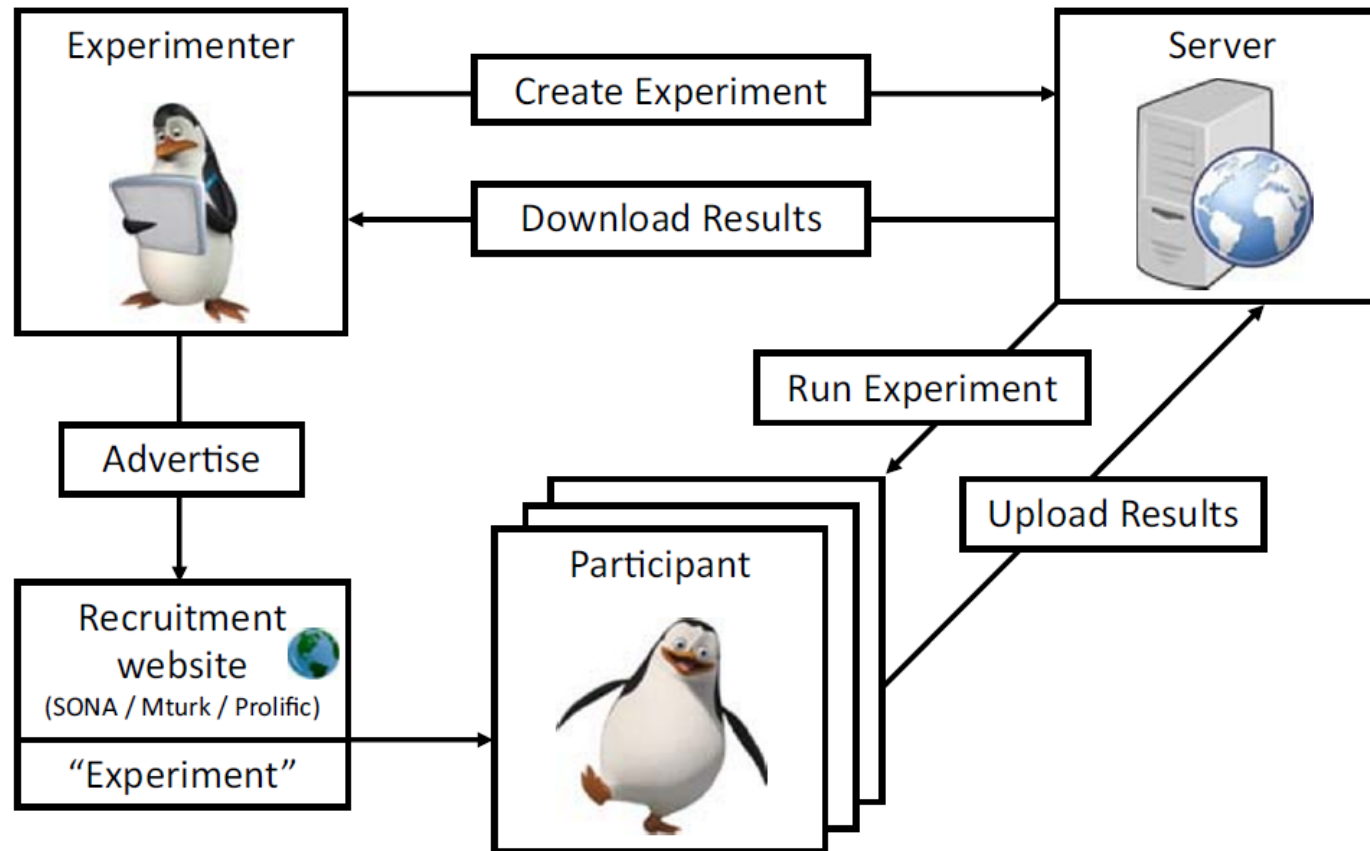 Experimenter
Server
Create Experiment
Download Results
Run Experiment
Advertise
Upload Results
Participant
Recruitment
website
(SONA / Mturk / Prolific)
“Experiment”